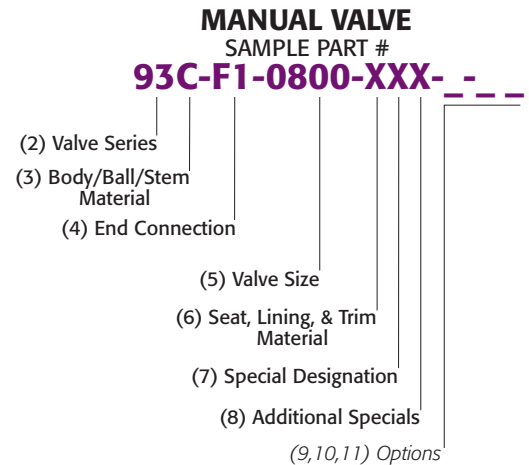 MANUAL VALVE
SAMPLE PART #
93C-F1-0800-XXX-_-_ _
(2) Valve Series
(3) Body/Ball/Stem
Material
(4) End Connection
(5) Valve Size
(6) Seat, Lining, & Trim
Material
(7) Special Designation
(8) Additional Specials
(9,10,11) Options